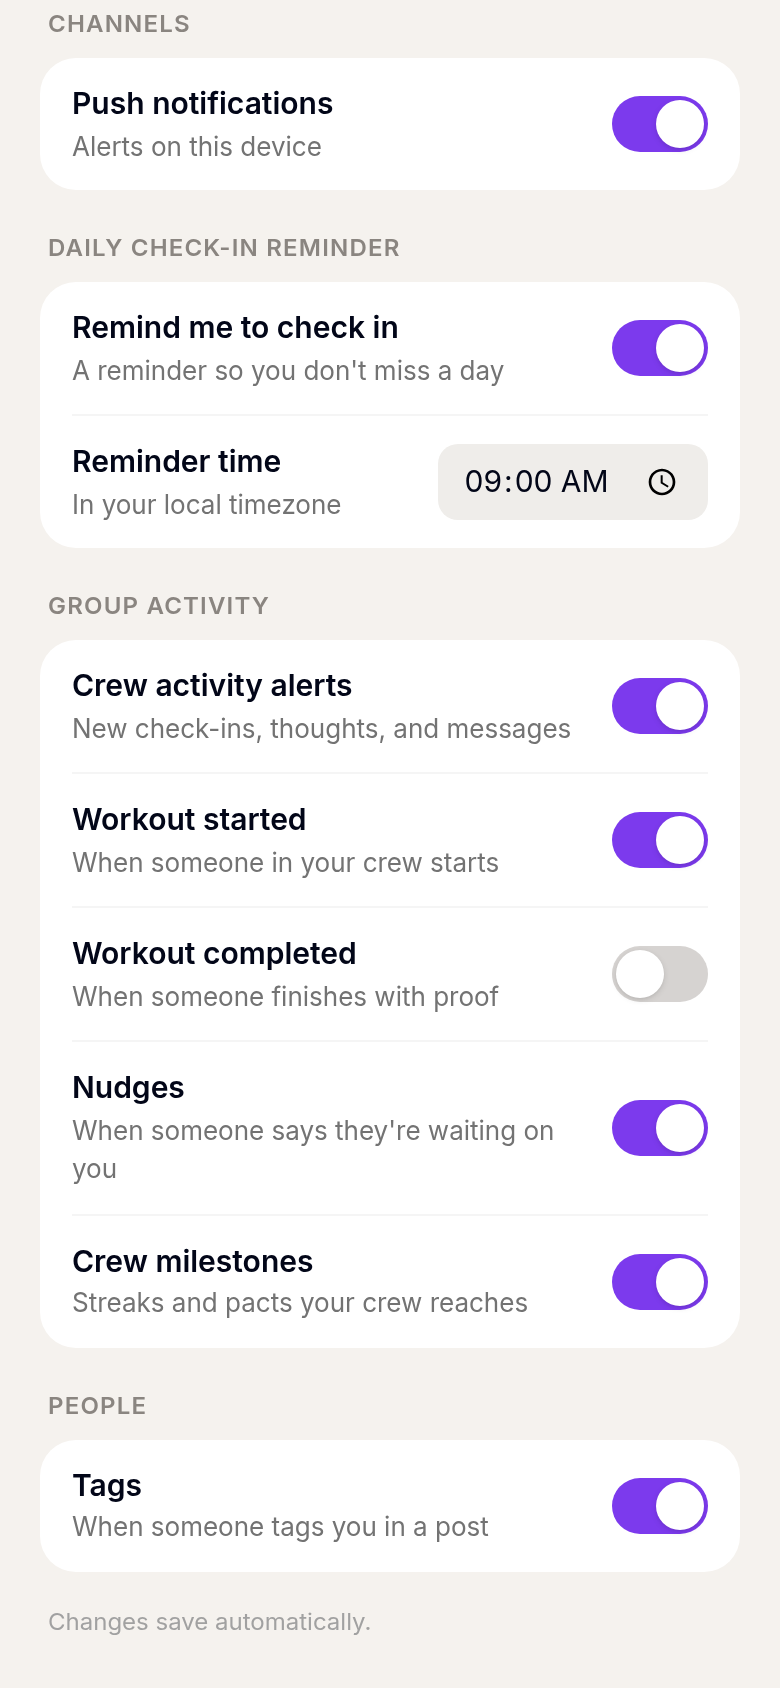 CHANNELS
Push notifications
Alerts on this device
DAILY CHECK-IN REMINDER
Remind me to check in
A reminder so you don't miss a day
Reminder time
In your local timezone
09:00 AM
GROUP ACTIVITY
Crew activity alerts
New check-ins, thoughts, and messages
Workout started
When someone in your crew starts
Workout completed
When someone finishes with proof
Nudges
When someone says they're waiting on
you
Crew milestones
Streaks and pacts your crew reaches
PEOPLE
Tags
When someone tags you in a post
Changes save automatically.